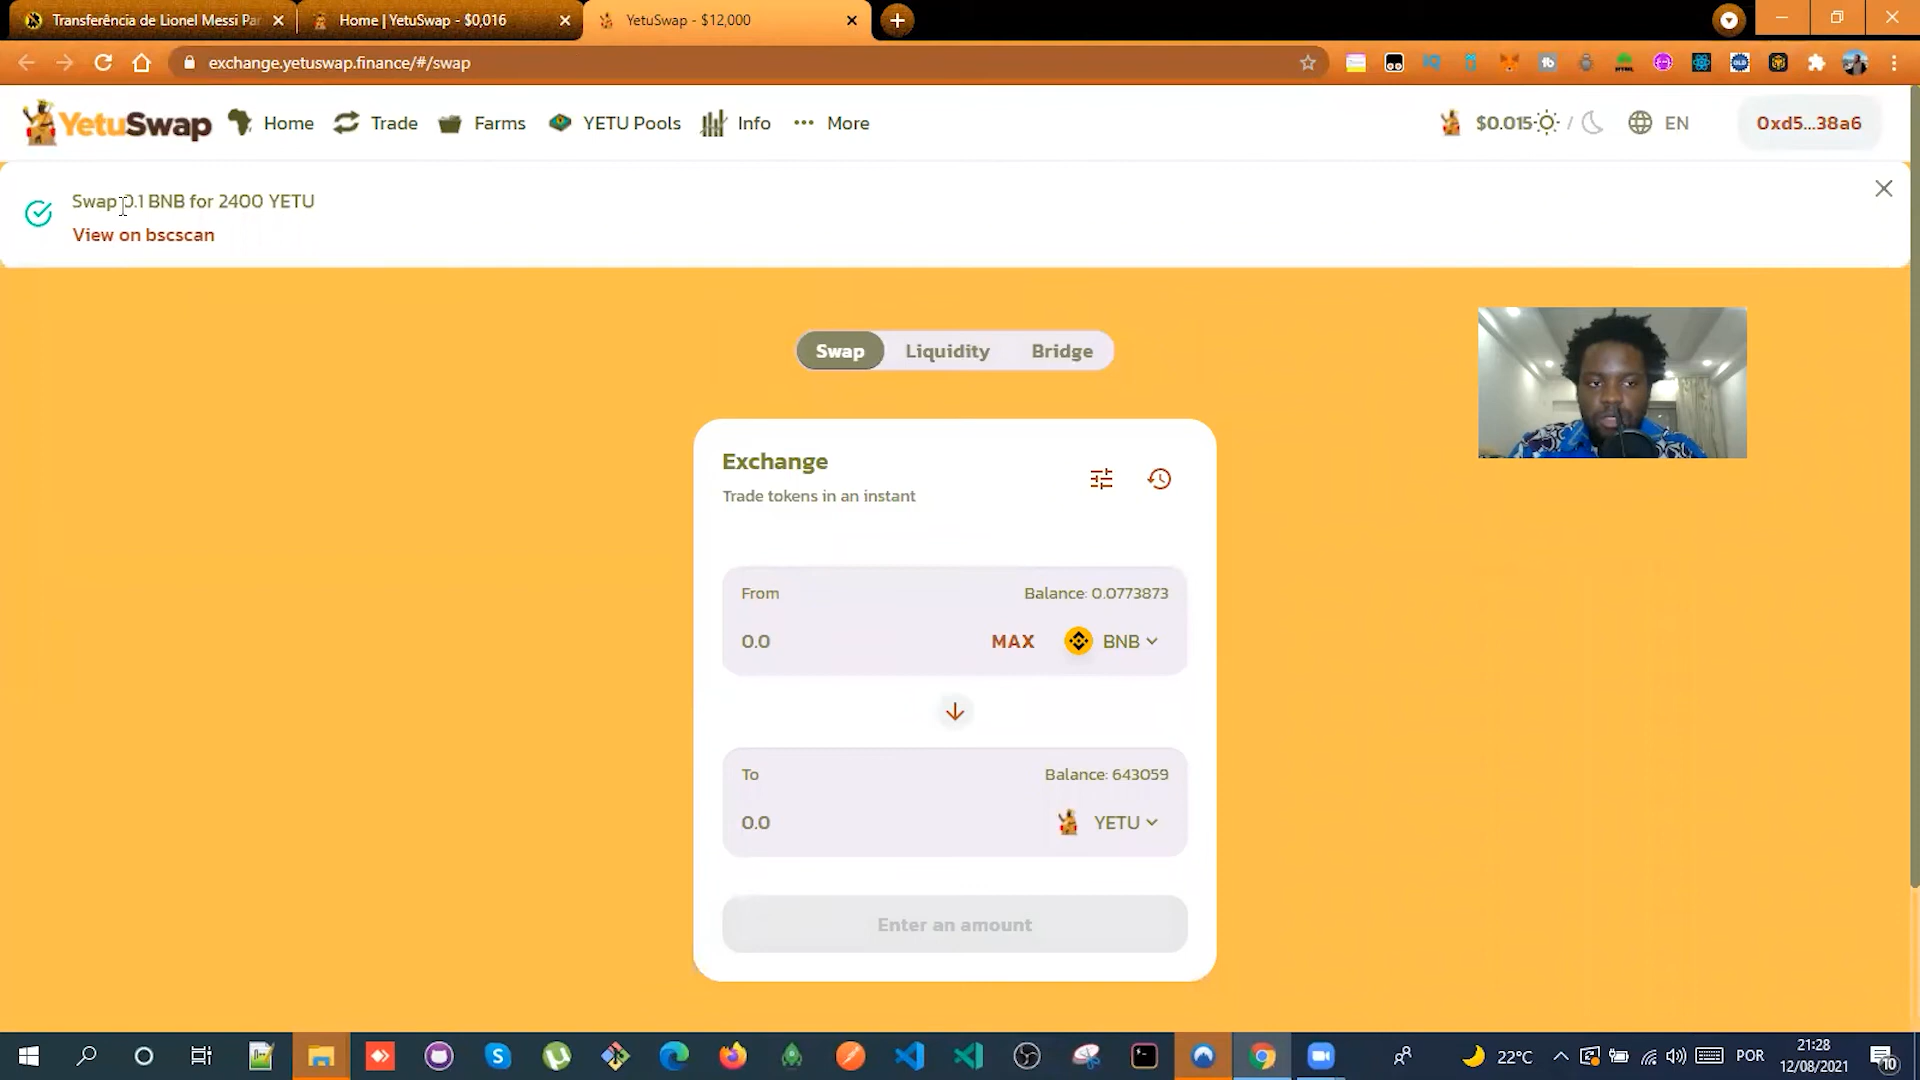 Transferência de Lionel Messi Par
Home | YetuSwap - $0,016
YetuSwap - $12,000
exchange.yetuswap.finance/#/swap
YetuSwap
Home
Trade
Farms
YETU Pools
Info
More
$0.015
/
EN
0xd5...38a6
Swap 0.1 BNB for 2400 YETU
View on bscscan
Swap
Liquidity
Bridge
Exchange
Trade tokens in an instant
From
Balance: 0.0773873
0.0
MAX
BNB
To
Balance: 643059
0.0
YETU
Enter an amount
22°C
POR
21:28
12/08/2021
10